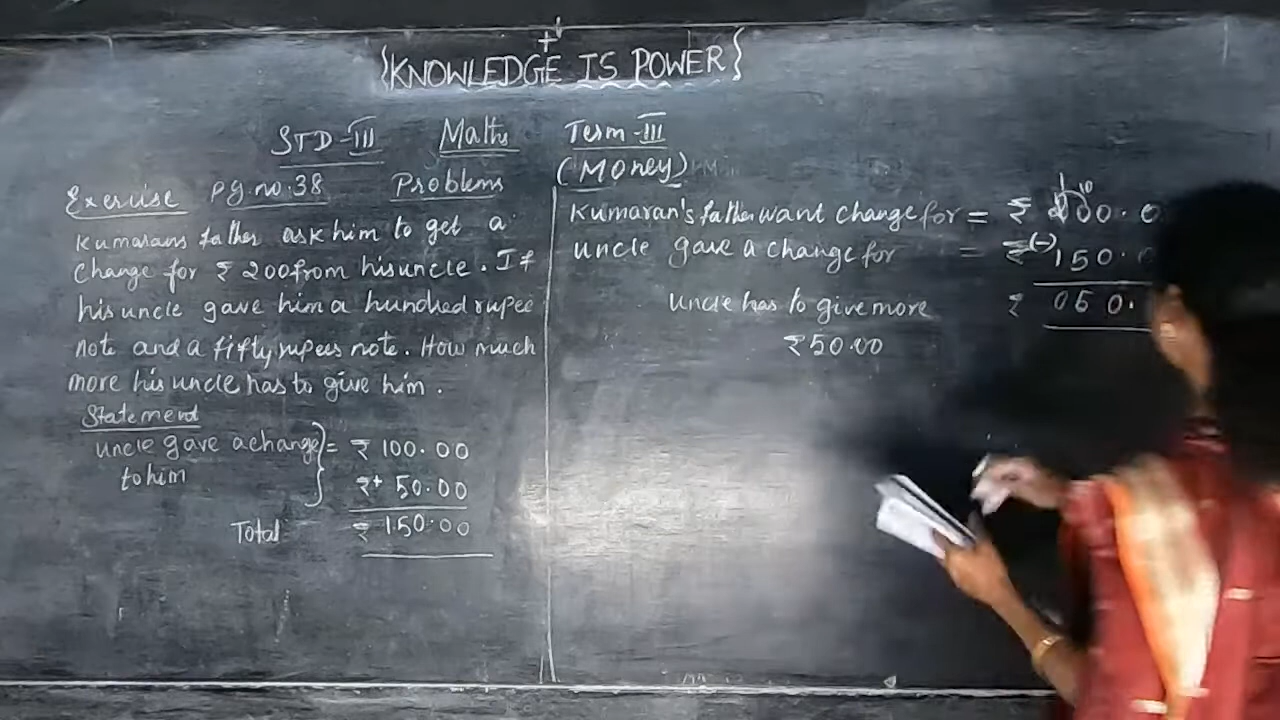 {KNOWLEDGE IS POWER}
STD-III Maths Term-III
(Money)
Exercise pg.no.38 Problems
Kumarans father ask him to get a
change for ₹ 200 from his uncle. If
his uncle gave him a hundred rupee
note and a fifty rupees note. How much
more his uncle has to give him.
Statement
uncle gave a change } = ₹ 100.00
to him ₹+ 50.00
Total ₹ 150.00
Kumaran's father want change for = ₹ 200.0
1 10
uncle gave a change for = ₹(-) 150.0
Uncle has to give more ₹ 050.
₹50.00